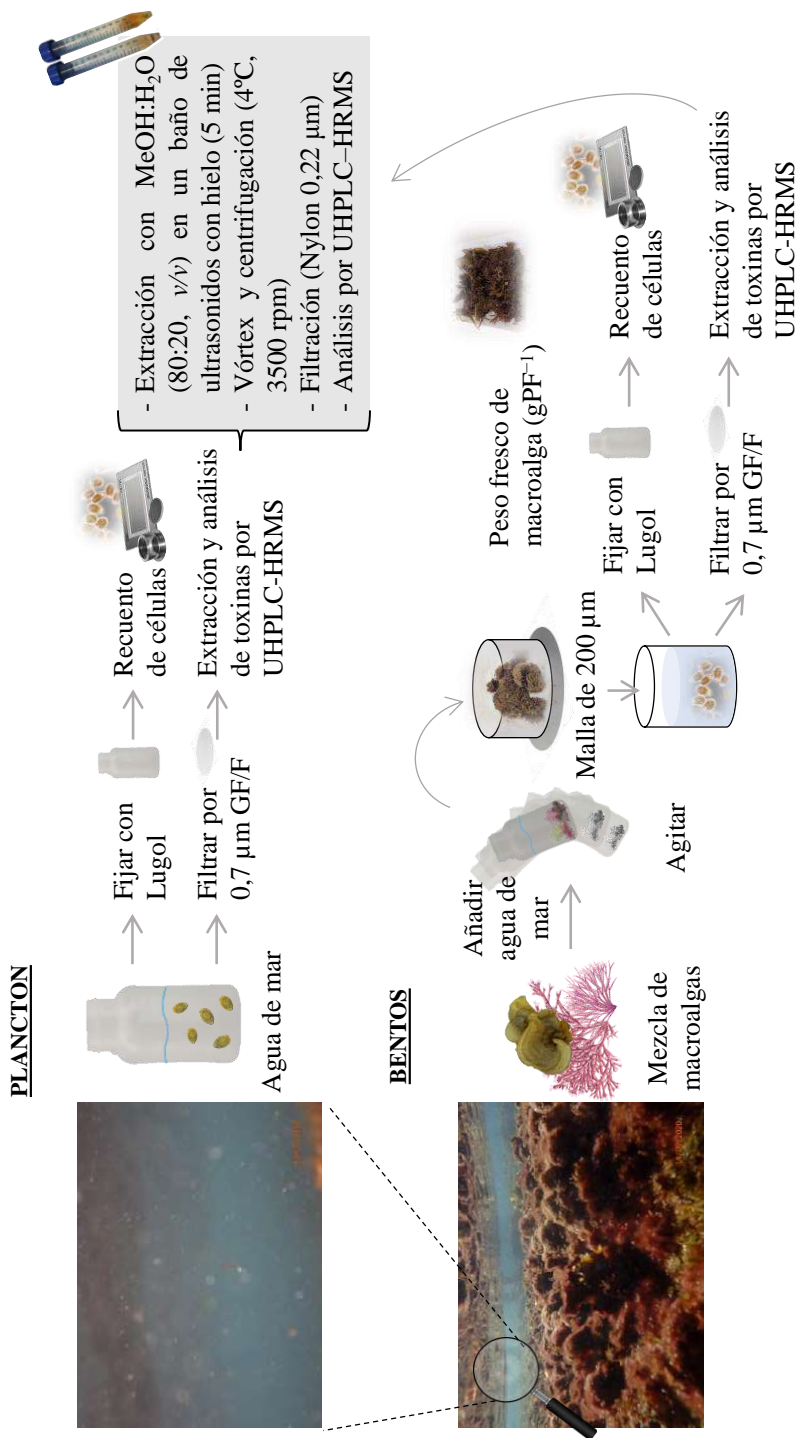 PLANCTON
Agua de mar
Fijar con
Lugol
Recuento
de células
Filtrar por
0,7 µm GF/F
Extracción y análisis
de toxinas por
UHPLC-HRMS
- Extracción con MeOH:H₂O
(80:20, v/v) en un baño de
ultrasonidos con hielo (5 min)
- Vórtex y centrifugación (4ºC,
3500 rpm)
- Filtración (Nylon 0,22 µm)
- Análisis por UHPLC–HRMS
BENTOS
Mezcla de
macroalgas
Añadir
agua de
mar
Agitar
Malla de 200 µm
Peso fresco de
macroalga (gPF⁻¹)
Fijar con
Lugol
Recuento
de células
Filtrar por
0,7 µm GF/F
Extracción y análisis
de toxinas por
UHPLC-HRMS